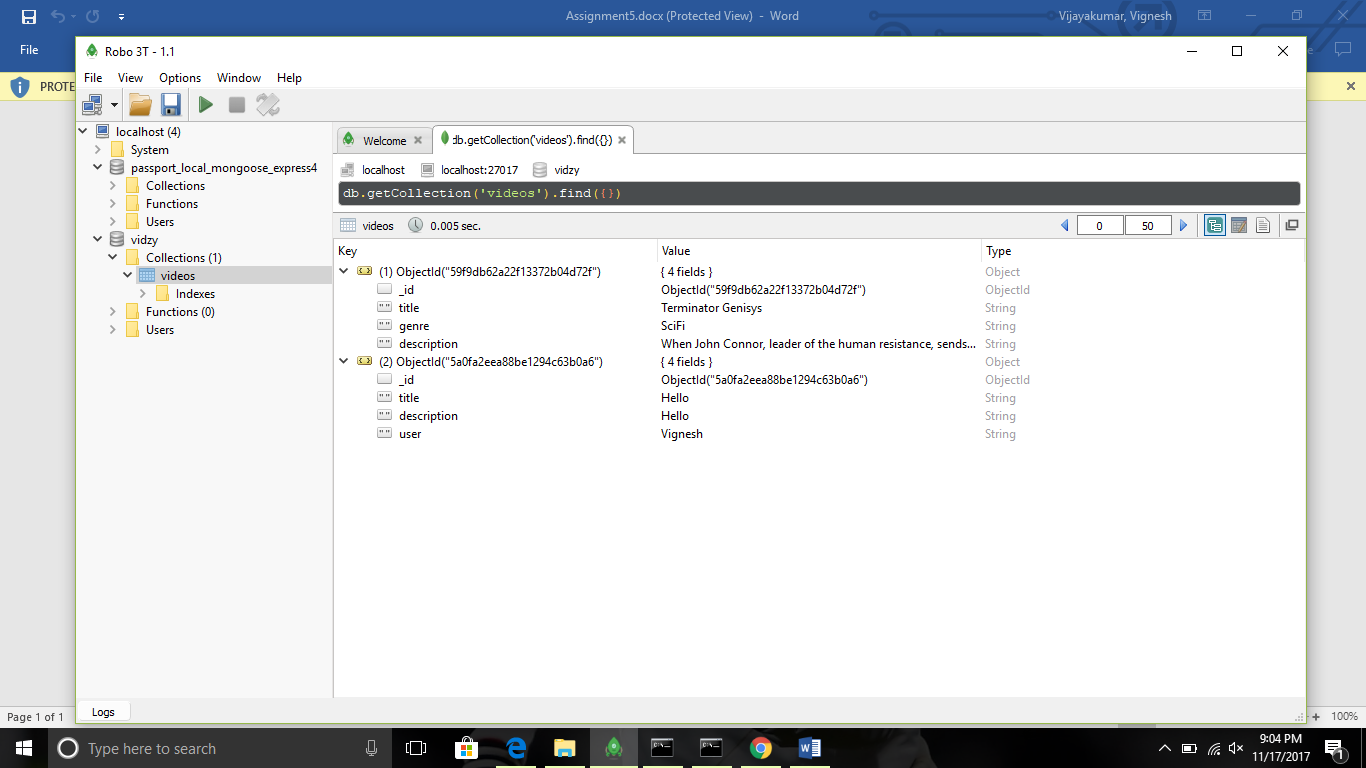 Assignment5.docx (Protected View) - Word
Vijayakumar, Vignesh
File
PROTE
Robo 3T - 1.1
File View Options Window Help
localhost (4)
System
passport_local_mongoose_express4
Collections
Functions
Users
vidzy
Collections (1)
videos
Indexes
Functions (0)
Users
Welcome
db.getCollection('videos').find({})
localhost localhost:27017 vidzy
db.getCollection('videos').find({})
videos 0.005 sec.
0 50
Key Value Type
(1) ObjectId("59f9db62a22f13372b04d72f") { 4 fields } Object
_id ObjectId("59f9db62a22f13372b04d72f") ObjectId
title Terminator Genisys String
genre SciFi String
description When John Connor, leader of the human resistance, sends... String
(2) ObjectId("5a0fa2eea88be1294c63b0a6") { 4 fields } Object
_id ObjectId("5a0fa2eea88be1294c63b0a6") ObjectId
title Hello String
description Hello String
user Vignesh String
Logs
Page 1 of 1
100%
Type here to search
9:04 PM
11/17/2017
1